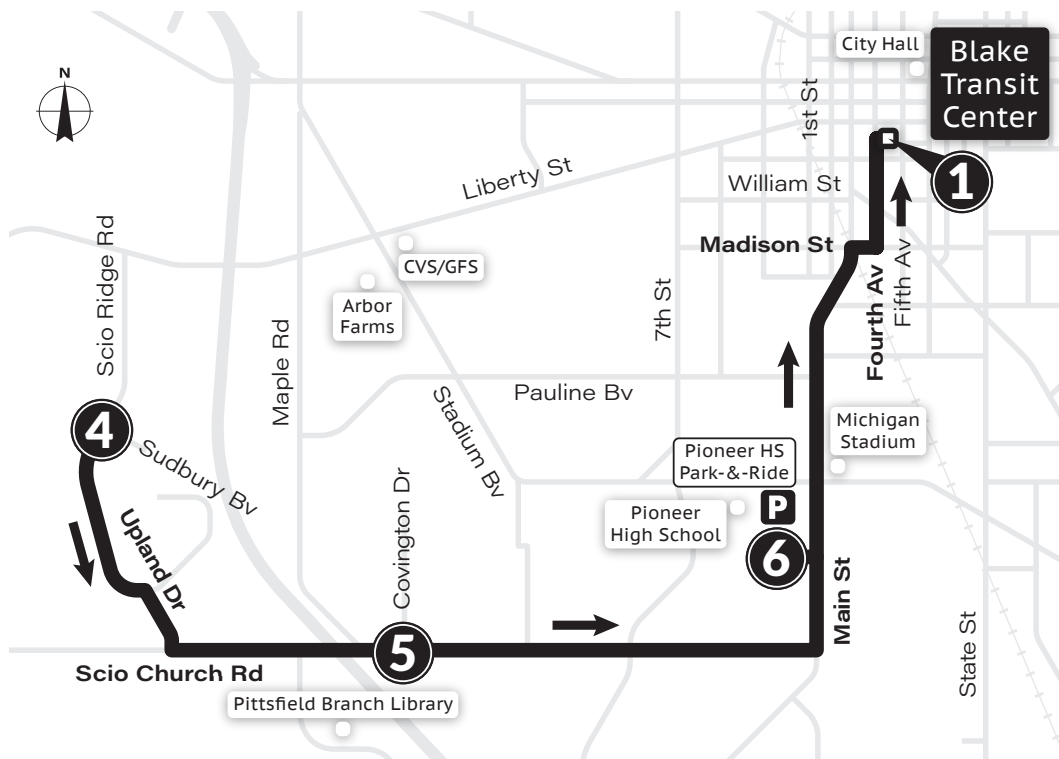 N
City Hall
Blake
Transit
Center
1st St
1
Liberty St
William St
Madison St
Fourth Av
Fifth Av
Scio Ridge Rd
CVS/GFS
Arbor
Farms
Maple Rd
7th St
Pauline Bv
Stadium Bv
4
Sudbury Bv
Upland Dr
Michigan
Stadium
Pioneer HS
Park-&-Ride
P
Pioneer
High School
6
Covington Dr
Main St
State St
5
Scio Church Rd
Pittsfield Branch Library